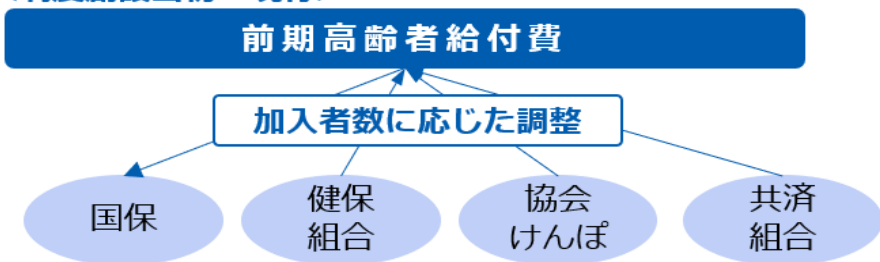 前期高齢者給付費
加入者数に応じた調整
国保
健保
組合
協会
けんぽ
共済
組合